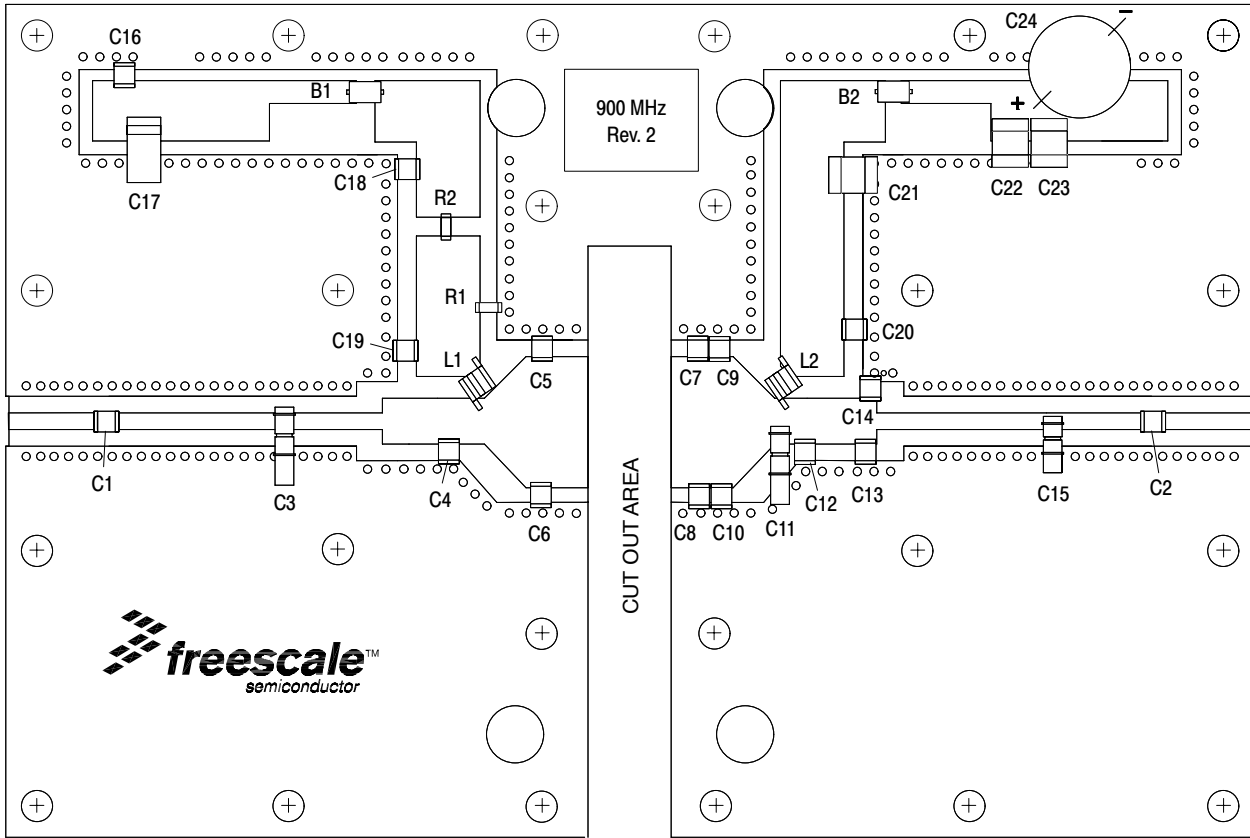 C16
C24
−
B1
B2
+
900 MHz
Rev. 2
C17
C18
C21
C22
C23
R2
R1
C19
L1
C5
C7
C9
L2
C20
C14
C1
C3
C4
C6
C8
C10
C11
C12
C13
C15
C2
CUT OUT AREA
freescale™
semiconductor